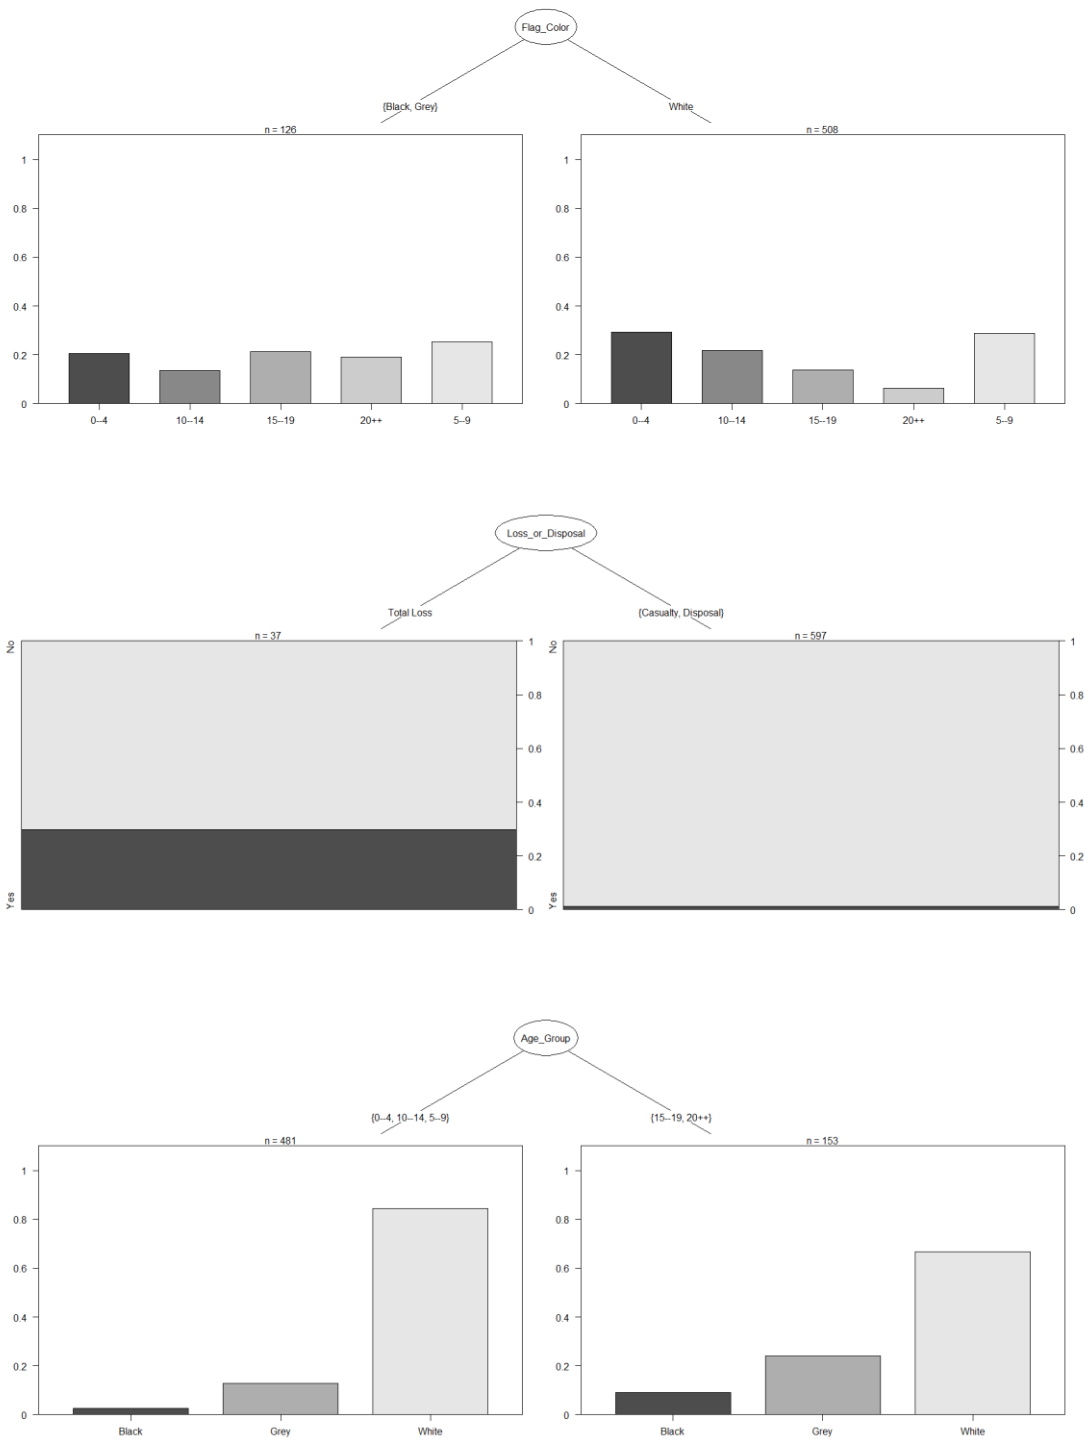 Flag_Color
{Black, Grey}
White
n = 126
1
0.8
0.6
0.4
0.2
0
0--4
10--14
15--19
20++
5--9
n = 508
1
0.8
0.6
0.4
0.2
0
0--4
10--14
15--19
20++
5--9
Loss_or_Disposal
Total Loss
{Casualty, Disposal}
n = 37
No
Yes
1
0.8
0.6
0.4
0.2
0
n = 597
No
Yes
1
0.8
0.6
0.4
0.2
0
Age_Group
{0--4, 10--14, 5--9}
{15--19, 20++}
n = 481
1
0.8
0.6
0.4
0.2
0
Black
Grey
White
n = 153
1
0.8
0.6
0.4
0.2
0
Black
Grey
White